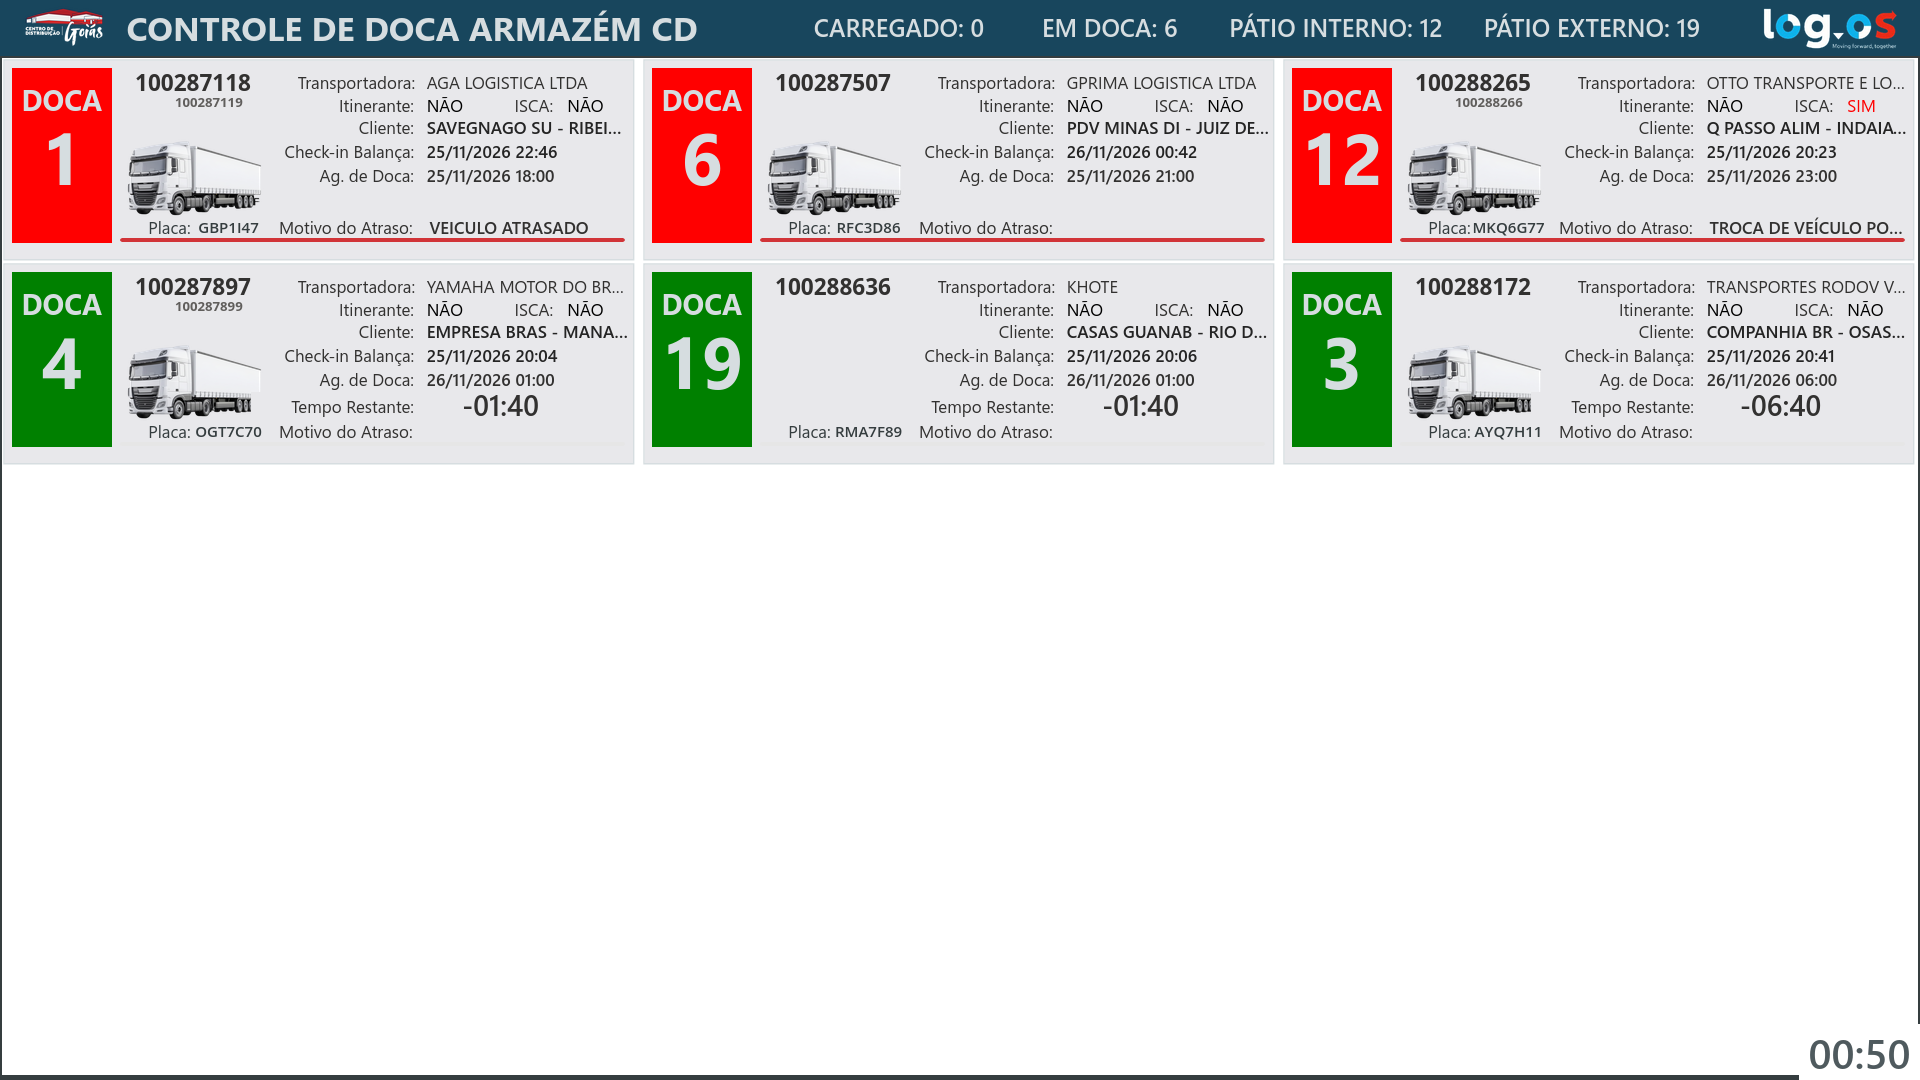 CENTRO DE DISTRIBUIÇÃO Goiás
CONTROLE DE DOCA ARMAZÉM CD
CARREGADO: 0
EM DOCA: 6
PÁTIO INTERNO: 12
PÁTIO EXTERNO: 19
log.os
Moving forward, together
DOCA
1
100287118
100287119
Placa: GBP1I47
Transportadora: AGA LOGISTICA LTDA
Itinerante: NÃO ISCA: NÃO
Cliente: SAVEGNAGO SU - RIBEI...
Check-in Balança: 25/11/2026 22:46
Ag. de Doca: 25/11/2026 18:00
Motivo do Atraso: VEICULO ATRASADO
DOCA
6
100287507
Placa: RFC3D86
Transportadora: GPRIMA LOGISTICA LTDA
Itinerante: NÃO ISCA: NÃO
Cliente: PDV MINAS DI - JUIZ DE...
Check-in Balança: 26/11/2026 00:42
Ag. de Doca: 25/11/2026 21:00
Motivo do Atraso:
DOCA
12
100288265
100288266
Placa: MKQ6G77
Transportadora: OTTO TRANSPORTE E LO...
Itinerante: NÃO ISCA: SIM
Cliente: Q PASSO ALIM - INDAIA...
Check-in Balança: 25/11/2026 20:23
Ag. de Doca: 25/11/2026 23:00
Motivo do Atraso: TROCA DE VEÍCULO PO...
DOCA
4
100287897
100287899
Placa: OGT7C70
Transportadora: YAMAHA MOTOR DO BR...
Itinerante: NÃO ISCA: NÃO
Cliente: EMPRESA BRAS - MANA...
Check-in Balança: 25/11/2026 20:04
Ag. de Doca: 26/11/2026 01:00
Tempo Restante: -01:40
Motivo do Atraso:
DOCA
19
100288636
Placa: RMA7F89
Transportadora: KHOTE
Itinerante: NÃO ISCA: NÃO
Cliente: CASAS GUANAB - RIO D...
Check-in Balança: 25/11/2026 20:06
Ag. de Doca: 26/11/2026 01:00
Tempo Restante: -01:40
Motivo do Atraso:
DOCA
3
100288172
Placa: AYQ7H11
Transportadora: TRANSPORTES RODOV V...
Itinerante: NÃO ISCA: NÃO
Cliente: COMPANHIA BR - OSAS...
Check-in Balança: 25/11/2026 20:41
Ag. de Doca: 26/11/2026 06:00
Tempo Restante: -06:40
Motivo do Atraso:
00:50